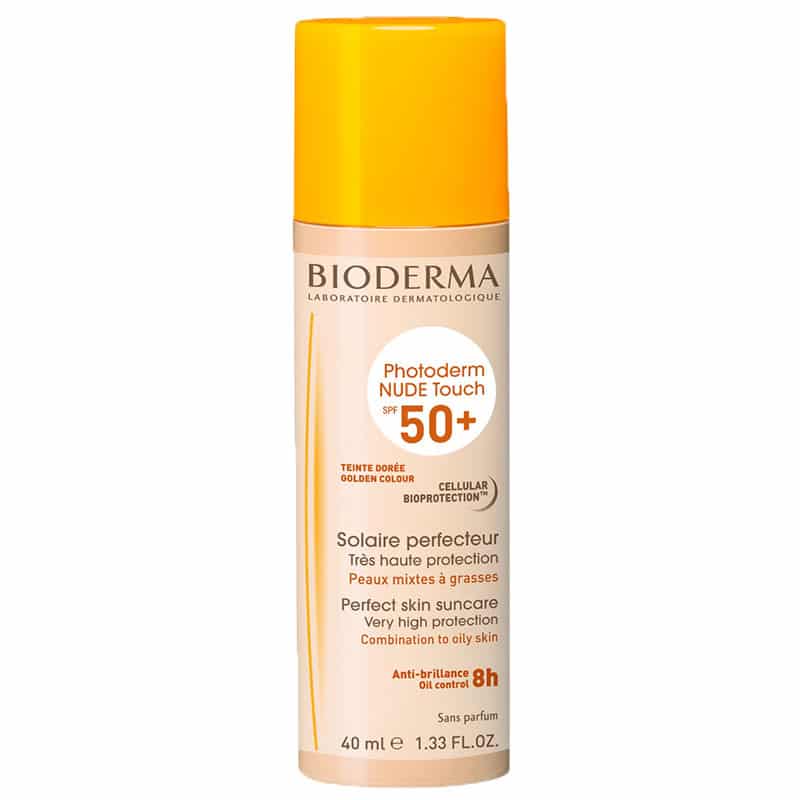 BIODERMA
LABORATOIRE DERMATOLOGIQUE
Photoderm
NUDE Touch
SPF 50+
TEINTE DORÉE
GOLDEN COLOUR
CELLULAR
BIOPROTECTION™
Solaire perfecteur
Très haute protection
Peaux mixtes à grasses
Perfect skin suncare
Very high protection
Combination to oily skin
Anti-brillance
Oil control 8h
Sans parfum
40 ml ℮ 1.33 FL.OZ.